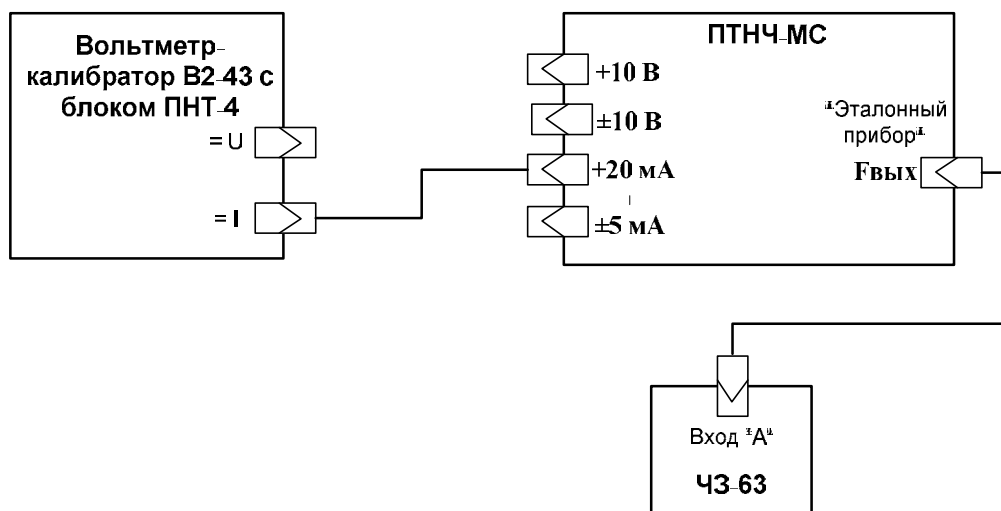 Вольтметр-
калибратор В2-43 с
блоком ПНТ-4
= U
= I
ПТНЧ-МС
+10 В
±10 В
+20 мА
±5 мА
"Эталонный
прибор"
Fвых
Вход "А"
ЧЗ-63